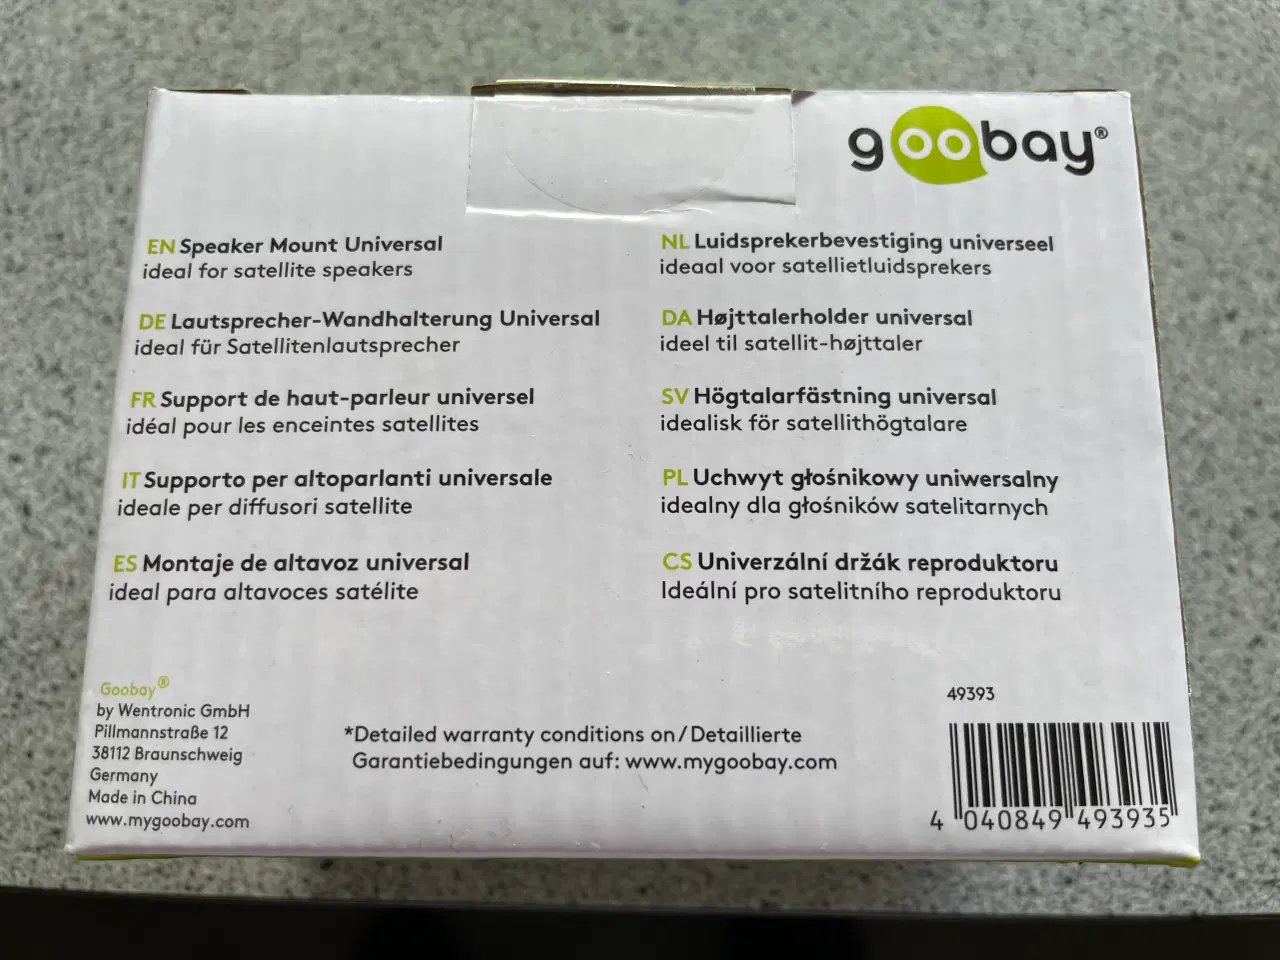 goobay®
EN Speaker Mount Universal
ideal for satellite speakers
DE Lautsprecher-Wandhalterung Universal
ideal für Satellitenlautsprecher
FR Support de haut-parleur universel
idéal pour les enceintes satellites
IT Supporto per altoparlanti universale
ideale per diffusori satellite
ES Montaje de altavoz universal
ideal para altavoces satélite
NL Luidsprekerbevestiging universeel
ideaal voor satellietluidsprekers
DA Højttalerholder universal
ideel til satellit-højttaler
SV Högtalarfästning universal
idealisk för satellithögtalare
PL Uchwyt głośnikowy uniwersalny
idealny dla głośników satelitarnych
CS Univerzální držák reproduktoru
Ideální pro satelitního reproduktoru
Goobay®
by Wentronic GmbH
Pillmannstraße 12
38112 Braunschweig
Germany
Made in China
www.mygoobay.com
*Detailed warranty conditions on/Detaillierte
Garantiebedingungen auf: www.mygoobay.com
49393
4 040849 493935